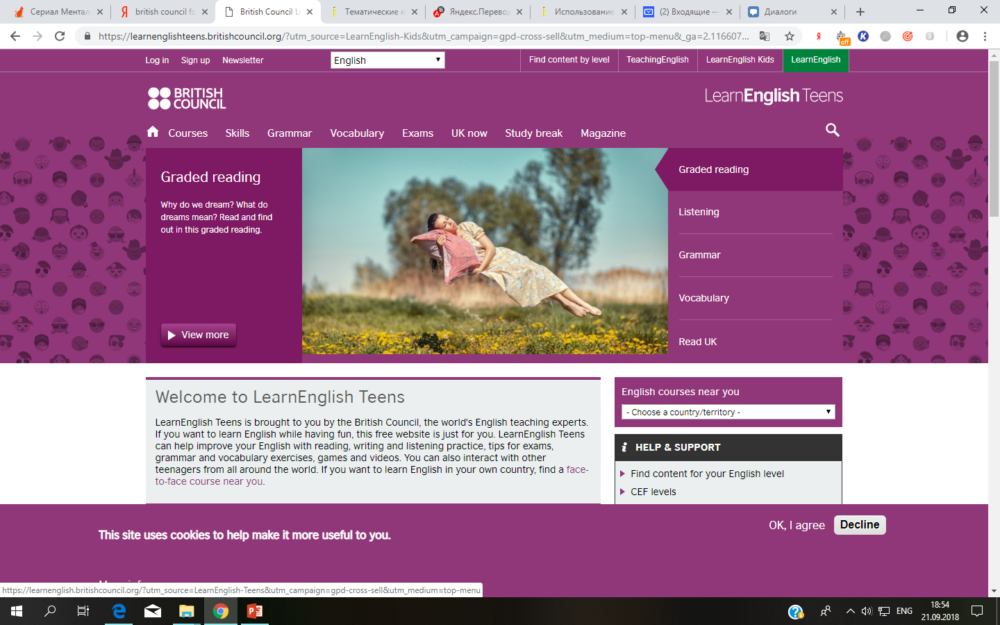 Сериал Ментал
british council fo
British Council Le
Тематические к
Яндекс.Перевод
Использование
(2) Входящие —
Диалоги
https://learnenglishteens.britishcouncil.org/?utm_source=LearnEnglish-Kids&utm_campaign=gpd-cross-sell&utm_medium=top-menu&_ga=2.116607...
off
Log in Sign up Newsletter English Find content by level TeachingEnglish LearnEnglish Kids LearnEnglish
BRITISH
COUNCIL
LearnEnglish Teens
Courses Skills Grammar Vocabulary Exams UK now Study break Magazine
Graded reading
Why do we dream? What do
dreams mean? Read and find
out in this graded reading.
View more
Graded reading
Listening
Grammar
Vocabulary
Read UK
Welcome to LearnEnglish Teens
LearnEnglish Teens is brought to you by the British Council, the world's English teaching experts.
If you want to learn English while having fun, this free website is just for you. LearnEnglish Teens
can help improve your English with reading, writing and listening practice, tips for exams,
grammar and vocabulary exercises, games and videos. You can also interact with other
teenagers from all around the world. If you want to learn English in your own country, find a face-
to-face course near you.
English courses near you
- Choose a country/territory -
HELP & SUPPORT
Find content for your English level
CEF levels
This site uses cookies to help make it more useful to you.
OK, I agree Decline
https://learnenglish.britishcouncil.org/?utm_source=LearnEnglish-Teens&utm_campaign=gpd-cross-sell&utm_medium=top-menu
ENG
18:54
21.09.2018